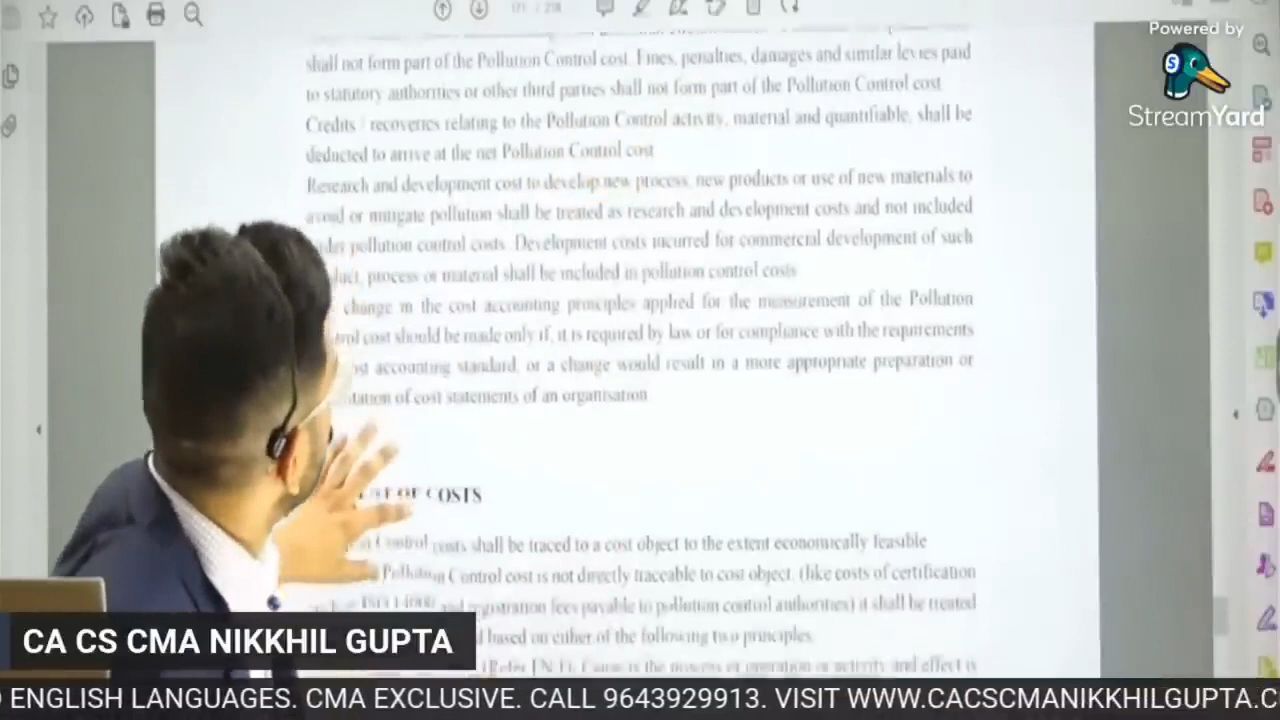 Powered by
StreamYard
shall not form part of the Pollution Control cost. Fines, penalties, damages and similar levies paid
to statutory authorities or other third parties shall not form part of the Pollution Control cost
Credits / recoveries relating to the Pollution Control activity, material and quantifiable, shall be
deducted to arrive at the net Pollution Control cost
Research and development cost to develop new process, new products or use of new materials to
avoid or mitigate pollution shall be treated as research and development costs and not included
pollution control costs. Development costs incurred for commercial development of such
process or material shall be included in pollution control costs
change in the cost accounting principles applied for the measurement of the Pollution
cost should be made only if, it is required by law or for compliance with the requirements
accounting standard, or a change would result in a more appropriate preparation or
of cost statements of an organisation
OF COSTS
Control costs shall be traced to a cost object to the extent economically feasible
Pollution Control cost is not directly traceable to cost object, (like costs of certification
registration fees payable to pollution control authorities) it shall be treated
based on either of the following two principles.
CA CS CMA NIKKHIL GUPTA
ENGLISH LANGUAGES. CMA EXCLUSIVE. CALL 9643929913. VISIT WWW.CACSCMANIKKHILGUPTA.C